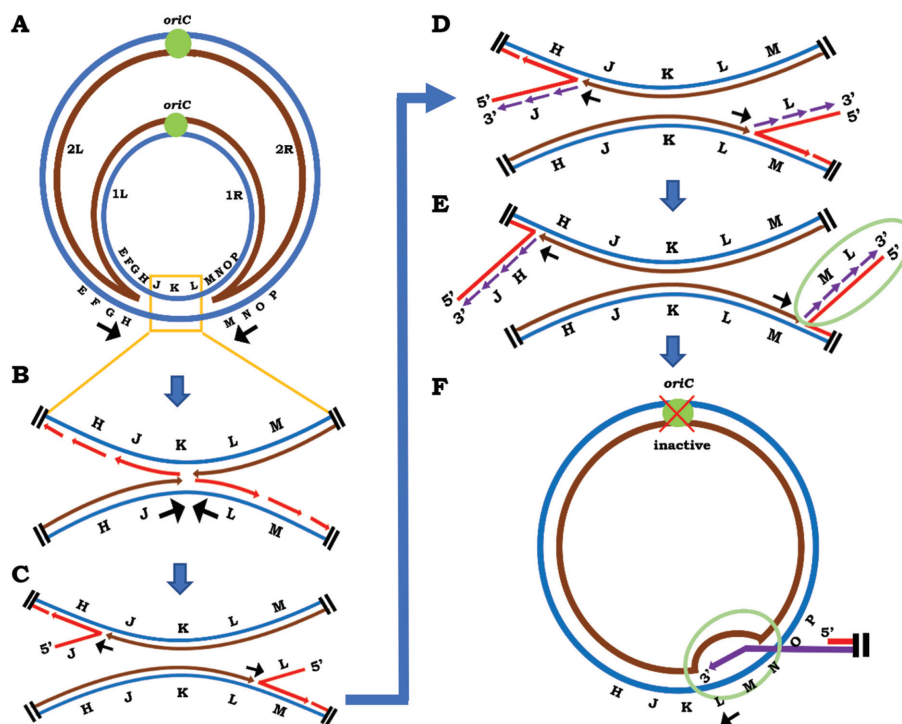 A
oriC
oriC
2L
2R
1L
1R
E F G H J K L M N O P
E F G H
M N O P
B
H J K L M
H J L M
C
H J K L M
5'
J
L 5'
H J K L M
D
H J K L M
5'
3'
J
L 3'
5'
H J K L M
E
H J K L M
3'
J H
M L 3'
5'
H J K L M
F
oriC
inactive
5'
3'
H J K L M N O P